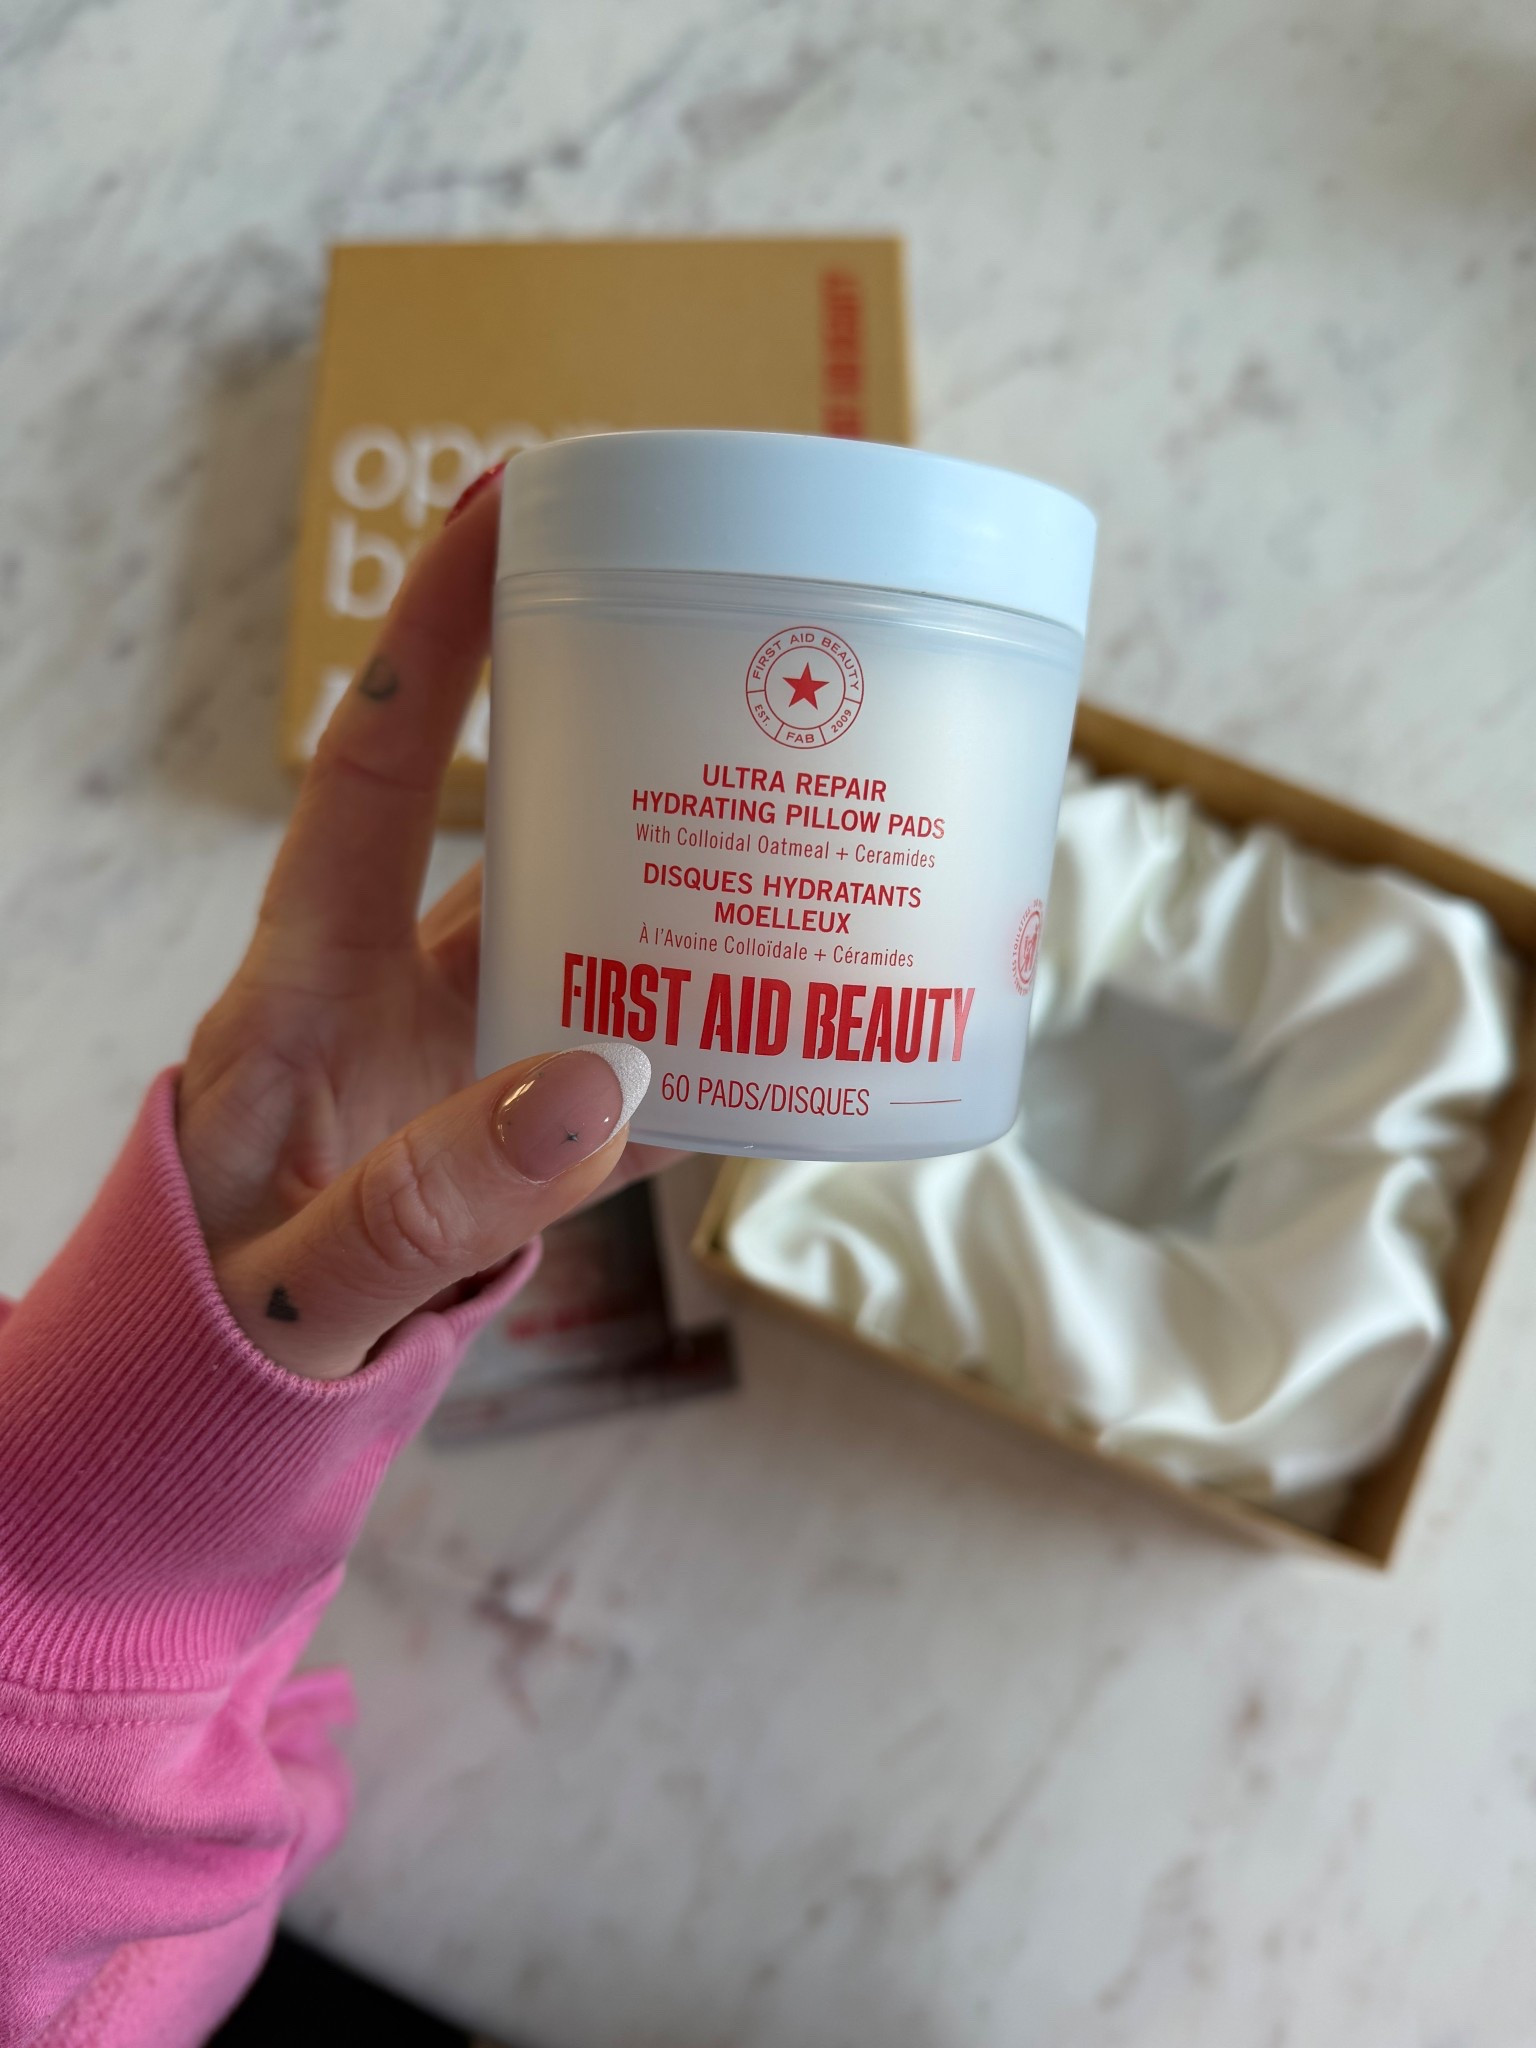 FIRST AID BEAUTY
EST. FAB 2009
ULTRA REPAIR
HYDRATING PILLOW PADS
With Colloidal Oatmeal + Ceramides
DISQUES HYDRATANTS
MOELLEUX
À l'Avoine Colloïdale + Céramides
FIRST AID BEAUTY
60 PADS/DISQUES